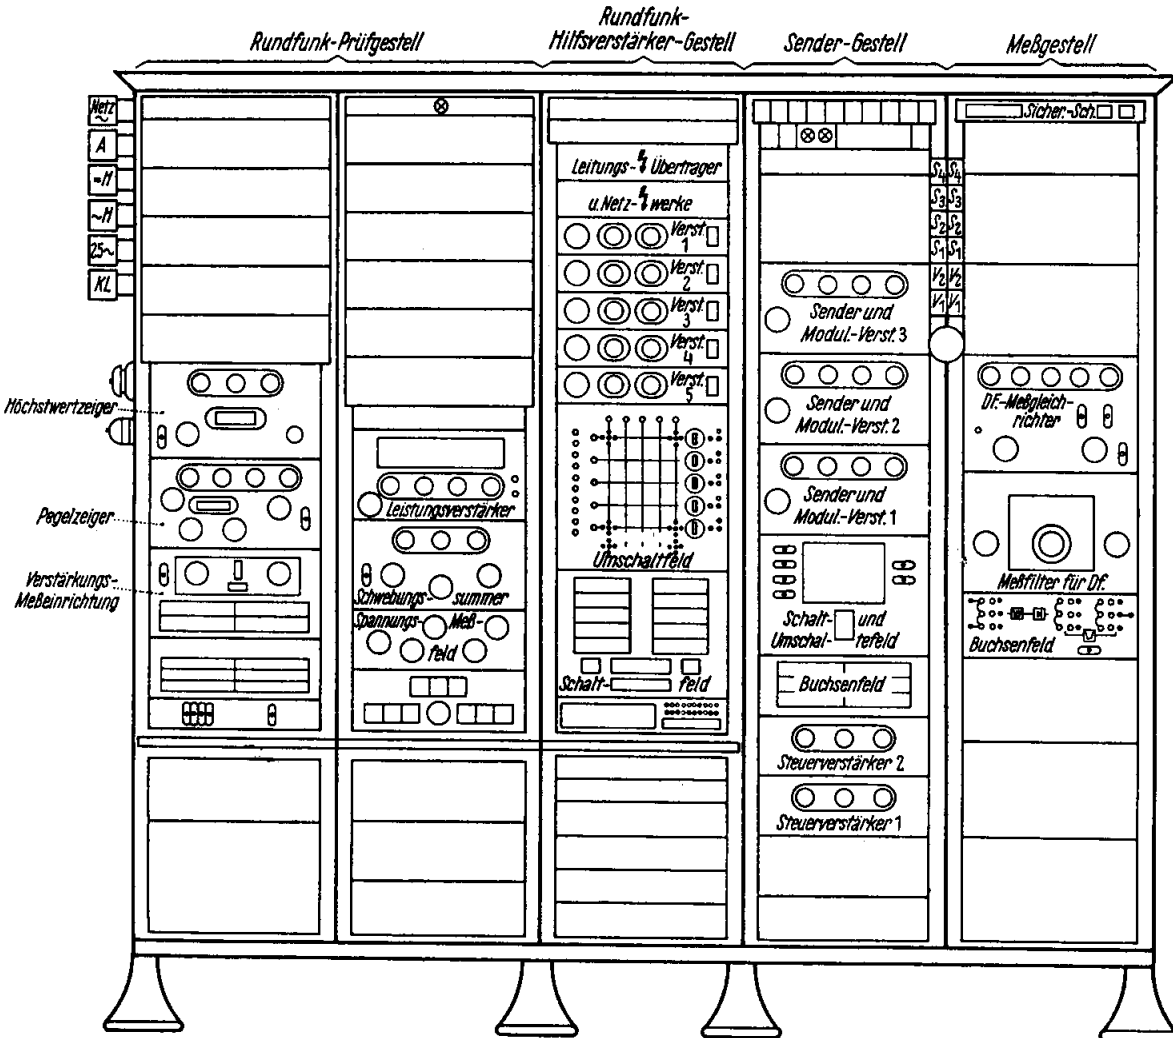 Rundfunk-Prüfgestell
Rundfunk-
Hilfsverstärker-Gestell
Sender-Gestell
Meßgestell
Netz
~
A
=M
~M
25~
KL
Höchstwertzeiger
Pegelzeiger
Verstärkungs-
Meßeinrichtung
Leistungsverstärker
Schwebungs- summer
Spannungs- Meß-
feld
Leitungs- Übertrager
u. Netz- werke
Verst.
1
Verst.
2
Verst.
3
Verst.
4
Verst.
5
Umschaltfeld
Schalt- feld
Sender und
Modul.-Verst. 3
Sender und
Modul.-Verst. 2
Sender und
Modul.-Verst. 1
Schalt- und
Umschal- tefeld
Buchsenfeld
Steuerverstärker 2
Steuerverstärker 1
S4 S4
S3 S3
S2 S2
S1 S1
V2 V2
V1 V1
Sicher.-Sch.
Df.-Meßgleich-
richter
Meßfilter für Df.
Buchsenfeld